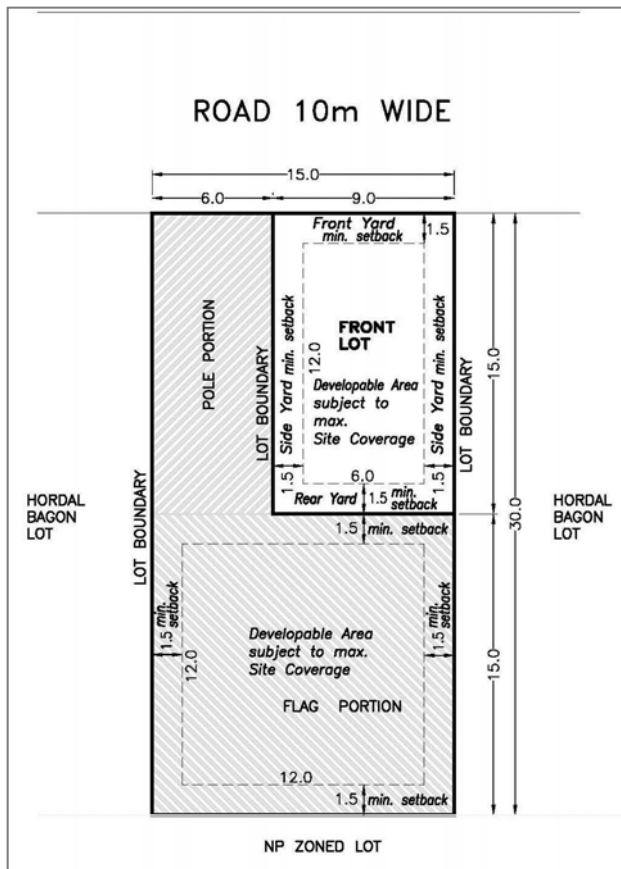 ROAD 10m WIDE
15.0
6.0
9.0
Front Yard
min. setback
1.5
POLE PORTION
LOT BOUNDARY
Side Yard min. setback
FRONT
LOT
12.0
Developable Area
subject to
max.
Site Coverage
Side Yard min. setback
LOT BOUNDARY
15.0
30.0
1.5
6.0
1.5
Rear Yard
1.5
min.
setback
HORDAL
BAGON
LOT
LOT BOUNDARY
HORDAL
BAGON
LOT
1.5
min. setback
1.5
min.
setback
12.0
Developable Area
subject to max.
Site Coverage
1.5
min. setback
15.0
FLAG PORTION
12.0
1.5
min. setback
NP ZONED LOT